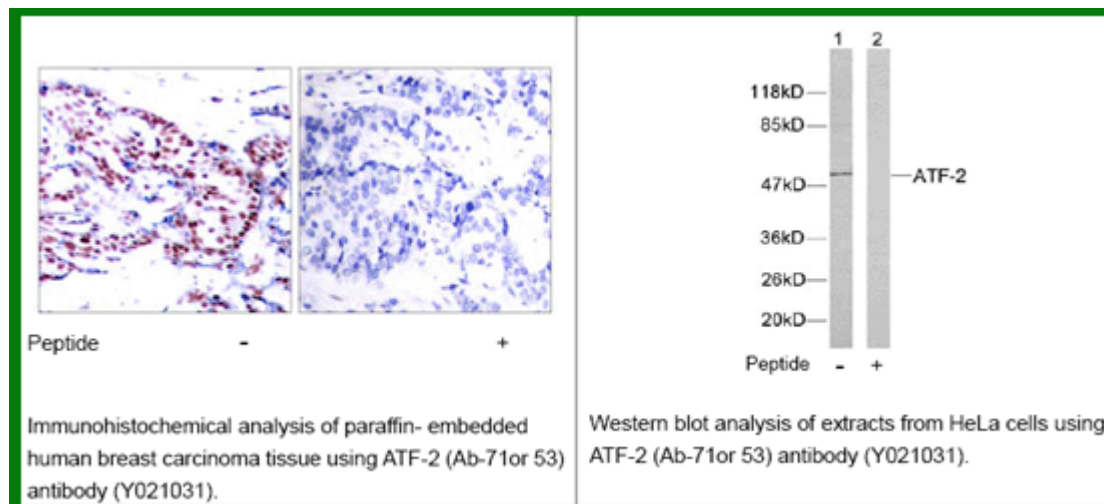 Peptide - +
Immunohistochemical analysis of paraffin- embedded
human breast carcinoma tissue using ATF-2 (Ab-71or 53)
antibody (Y021031).
1 2
118kD
85kD
ATF-2
47kD
36kD
26kD
20kD
Peptide - +
Western blot analysis of extracts from HeLa cells using
ATF-2 (Ab-71or 53) antibody (Y021031).